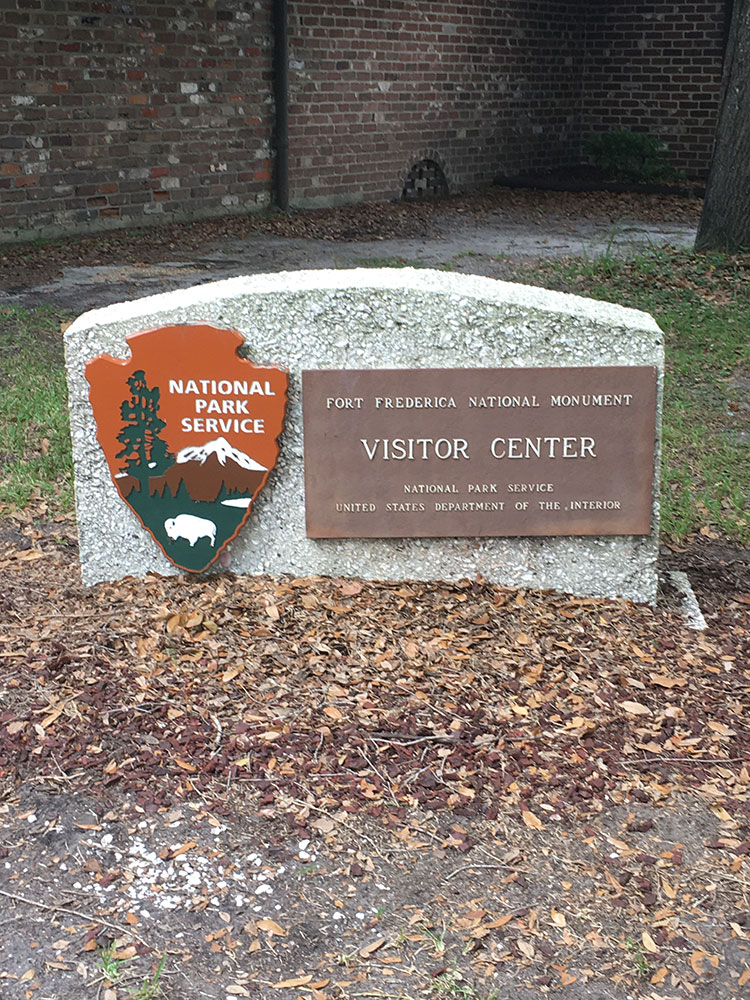 NATIONAL
PARK
SERVICE
FORT FREDERICA NATIONAL MONUMENT
VISITOR CENTER
NATIONAL PARK SERVICE
UNITED STATES DEPARTMENT OF THE INTERIOR